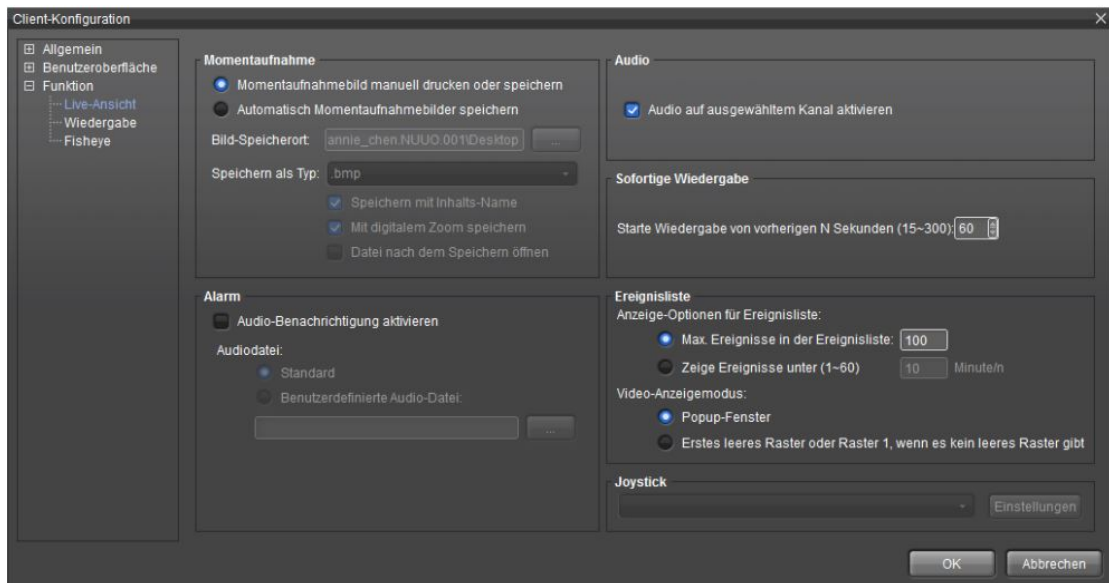 Client-Konfiguration
Allgemein
Benutzeroberfläche
Funktion
Live-Ansicht
Wiedergabe
Fisheye
Momentaufnahme
Momentaufnahmebild manuell drucken oder speichern
Automatisch Momentaufnahmebilder speichern
Bild-Speicherort: annie_chen.NUUO.001\Desktop ...
Speichern als Typ: .bmp
Speichern mit Inhalts-Name
Mit digitalem Zoom speichern
Datei nach dem Speichern öffnen
Alarm
Audio-Benachrichtigung aktivieren
Audiodatei:
Standard
Benutzerdefinierte Audio-Datei:
...
Audio
Audio auf ausgewähltem Kanal aktivieren
Sofortige Wiedergabe
Starte Wiedergabe von vorherigen N Sekunden (15~300): 60
Ereignisliste
Anzeige-Optionen für Ereignisliste:
Max. Ereignisse in der Ereignisliste: 100
Zeige Ereignisse unter (1~60) 10 Minute/n
Video-Anzeigemodus:
Popup-Fenster
Erstes leeres Raster oder Raster 1, wenn es kein leeres Raster gibt
Joystick
Einstellungen
OK Abbrechen